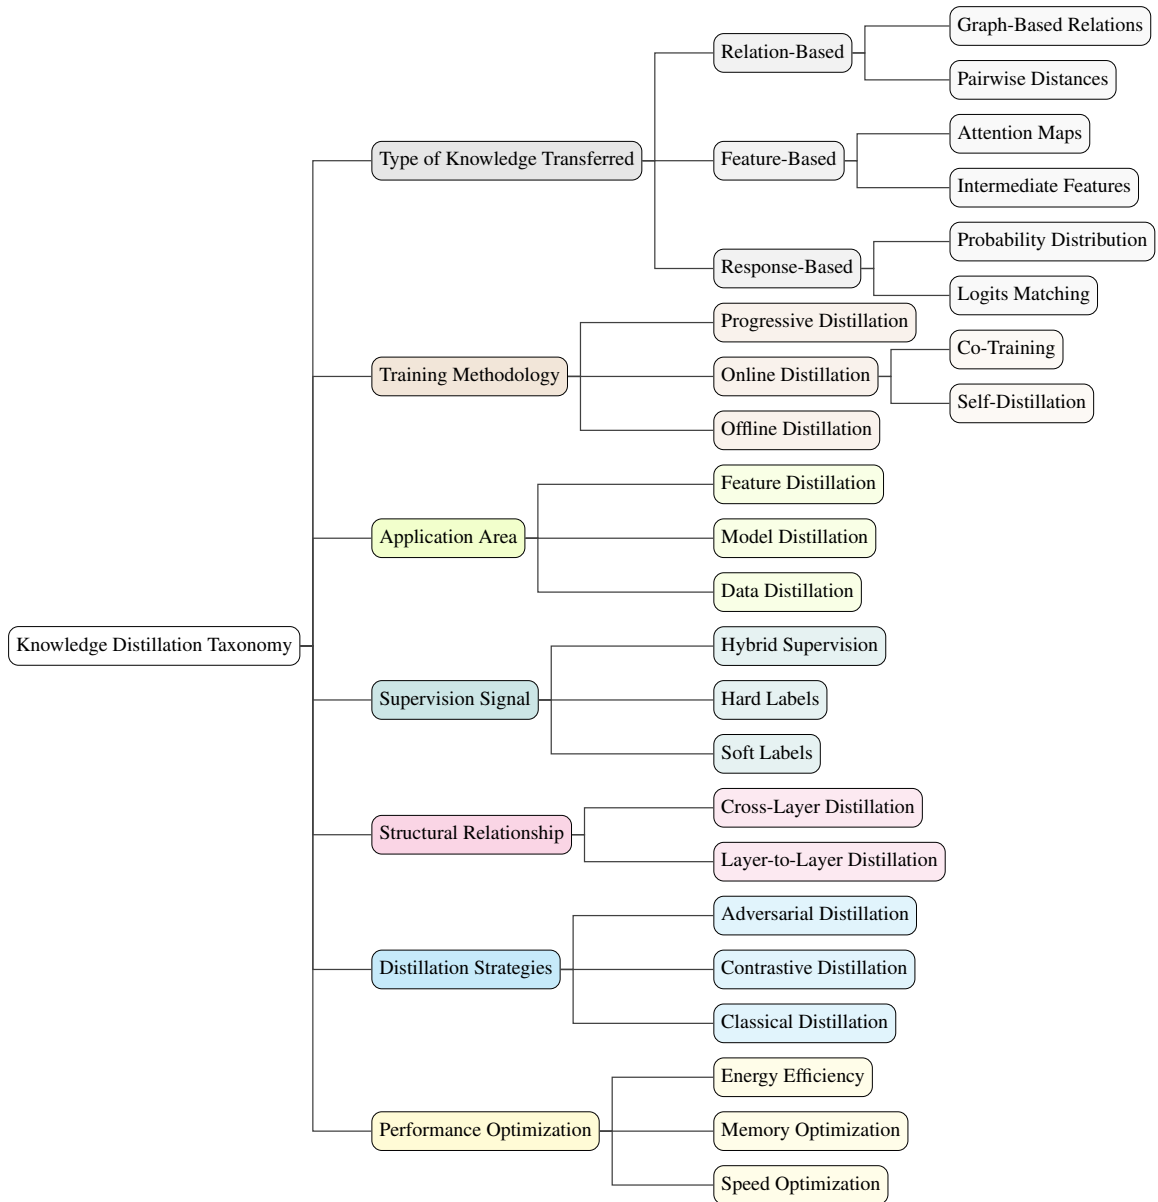 Knowledge Distillation Taxonomy
Type of Knowledge Transferred
Relation-Based
Graph-Based Relations
Pairwise Distances
Feature-Based
Attention Maps
Intermediate Features
Response-Based
Probability Distribution
Logits Matching
Training Methodology
Progressive Distillation
Online Distillation
Co-Training
Self-Distillation
Offline Distillation
Application Area
Feature Distillation
Model Distillation
Data Distillation
Supervision Signal
Hybrid Supervision
Hard Labels
Soft Labels
Structural Relationship
Cross-Layer Distillation
Layer-to-Layer Distillation
Distillation Strategies
Adversarial Distillation
Contrastive Distillation
Classical Distillation
Performance Optimization
Energy Efficiency
Memory Optimization
Speed Optimization